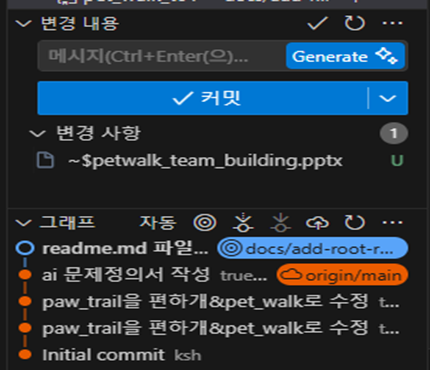 변경 내용
메시지(Ctrl+Enter(으)... Generate
커밋
변경 사항 1
~$petwalk_team_building.pptx U
그래프 자동
readme.md 파일... docs/add-root-r...
ai 문제정의서 작성 true... origin/main
paw_trail을 편하개&pet_walk로 수정 t...
paw_trail을 편하개&pet_walk로 수정 t...
Initial commit ksh